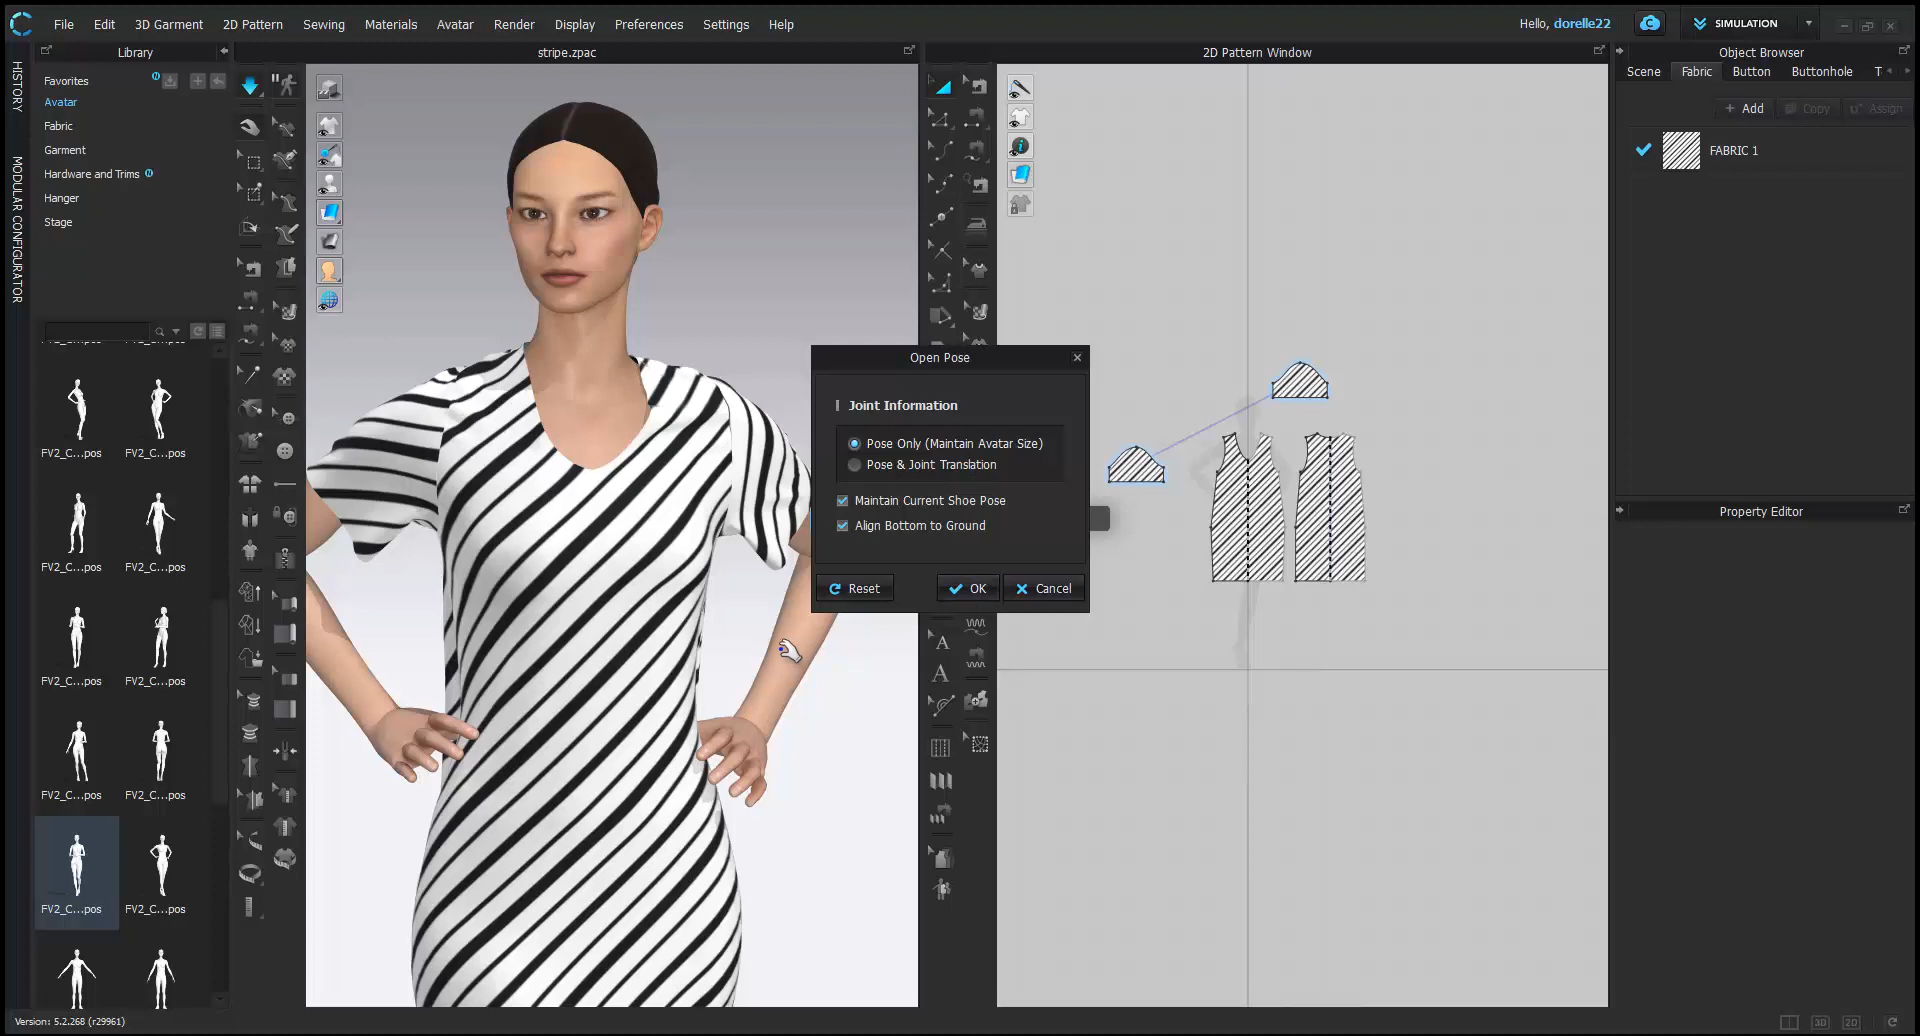 File Edit 3D Garment 2D Pattern Sewing Materials Avatar Render Display Preferences Settings Help
Hello, dorelle22
SIMULATION
HISTORY
MODULAR CONFIGURATOR
Library
Favorites
Avatar
Fabric
Garment
Hardware and Trims
Hanger
Stage
FV2_C...pos FV2_C...pos
FV2_C...pos FV2_C...pos
FV2_C...pos FV2_C...pos
FV2_C...pos FV2_C...pos
FV2_C...pos FV2_C...pos
Version: 5.2.268 (r29961)
stripe.zpac
Open Pose
Joint Information
Pose Only (Maintain Avatar Size)
Pose & Joint Translation
Maintain Current Shoe Pose
Align Bottom to Ground
Reset OK Cancel
2D Pattern Window
A
A
Object Browser
Scene Fabric Button Buttonhole T
+ Add Copy Assign
FABRIC 1
Property Editor
3D 2D